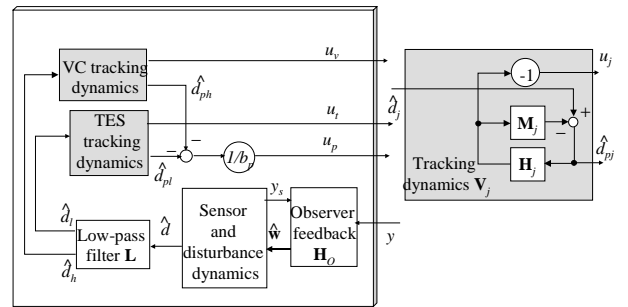 VC tracking
dynamics
u_v
d̂_ph
TES
tracking
dynamics
u_t
−
−
1/b_p
u_p
d̂_pl
y_s
Sensor
and
disturbance
dynamics
Observer
feedback
H_O
ŵ
y
d̂
Low-pass
filter L
d̂_l
d̂_h
-1
u_j
d̂_j
+
−
M_j
H_j
d̂_pj
Tracking
dynamics V_j